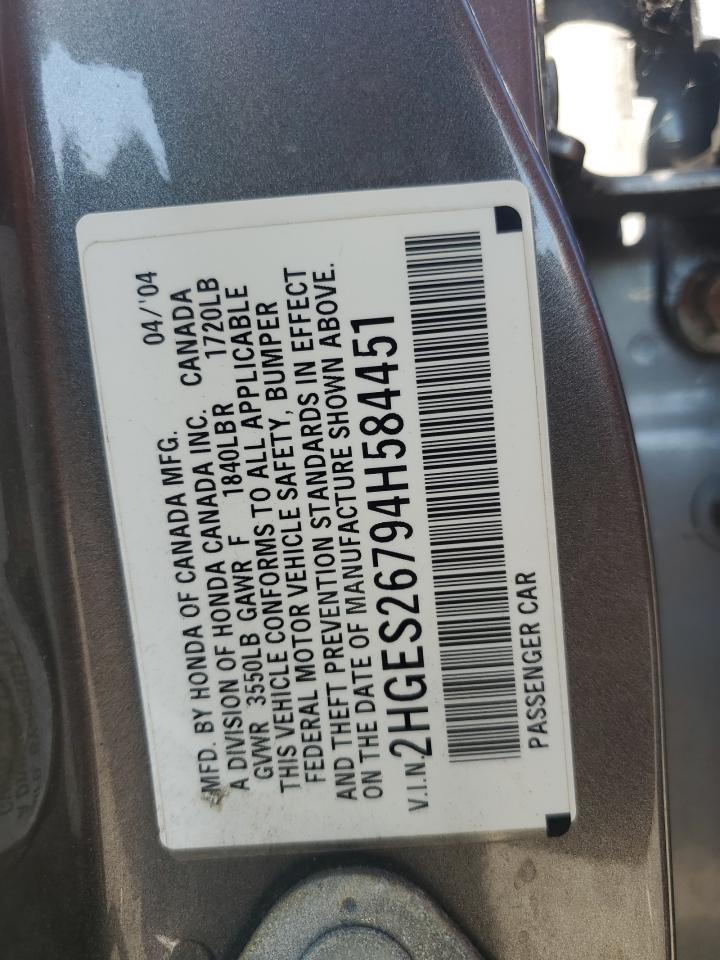 MFD. BY HONDA OF CANADA MFG. 04/'04
A DIVISION OF HONDA CANADA INC. CANADA
GVWR 3550LB GAWR F 1840LBR 1720LB
THIS VEHICLE CONFORMS TO ALL APPLICABLE
FEDERAL MOTOR VEHICLE SAFETY, BUMPER
AND THEFT PREVENTION STANDARDS IN EFFECT
ON THE DATE OF MANUFACTURE SHOWN ABOVE.
V.I.N. 2HGES26794H584451
PASSENGER CAR